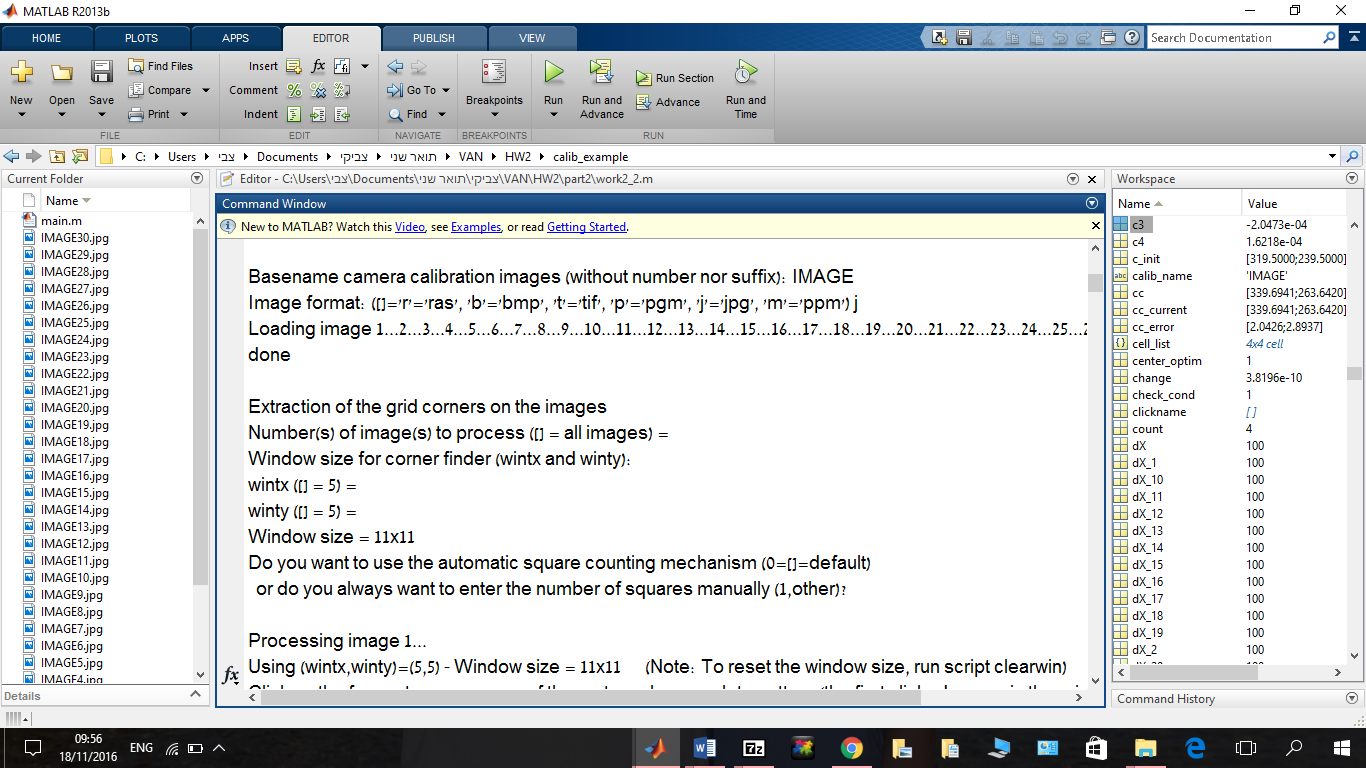 MATLAB R2013b
HOME PLOTS APPS EDITOR PUBLISH VIEW
Search Documentation
New Open Save
Find Files
Compare
Print
FILE
Insert
Comment
Indent
EDIT
Go To
Find
NAVIGATE
Breakpoints
BREAKPOINTS
Run
Run and Advance
Run Section
Advance
Run and Time
RUN
C: Users צבי Documents צביקי תואר שני VAN HW2 calib_example
Current Folder
Name
main.m
IMAGE30.jpg
IMAGE29.jpg
IMAGE28.jpg
IMAGE27.jpg
IMAGE26.jpg
IMAGE25.jpg
IMAGE24.jpg
IMAGE23.jpg
IMAGE22.jpg
IMAGE21.jpg
IMAGE20.jpg
IMAGE19.jpg
IMAGE18.jpg
IMAGE17.jpg
IMAGE16.jpg
IMAGE15.jpg
IMAGE14.jpg
IMAGE13.jpg
IMAGE12.jpg
IMAGE11.jpg
IMAGE10.jpg
IMAGE9.jpg
IMAGE8.jpg
IMAGE7.jpg
IMAGE6.jpg
IMAGE5.jpg
IMAGE4.jpg
Details
Editor - C:\Users\צבי\Documents\צביקי\תואר שני\VAN\HW2\part2\work2_2.m
Command Window
New to MATLAB? Watch this Video, see Examples, or read Getting Started.
Basename camera calibration images (without number nor suffix): IMAGE
Image format: ([]='r'='ras', 'b'='bmp', 't'='tif', 'p'='pgm', 'j'='jpg', 'm'='ppm') j
Loading image 1...2...3...4...5...6...7...8...9...10...11...12...13...14...15...16...17...18...19...20...21...22...23...24...25...
done
Extraction of the grid corners on the images
Number(s) of image(s) to process ([] = all images) =
Window size for corner finder (wintx and winty):
wintx ([] = 5) =
winty ([] = 5) =
Window size = 11x11
Do you want to use the automatic square counting mechanism (0=[]=default)
or do you always want to enter the number of squares manually (1,other)?
Processing image 1...
Using (wintx,winty)=(5,5) - Window size = 11x11 (Note: To reset the window size, run script clearwin)
fx
Workspace
Name Value
c3 -2.0473e-04
c4 1.6218e-04
c_init [319.5000;239.5000]
calib_name 'IMAGE'
cc [339.6941;263.6420]
cc_current [339.6941;263.6420]
cc_error [2.0426;2.8937]
cell_list 4x4 cell
center_optim 1
change 3.8196e-10
check_cond 1
clickname []
count 4
dX 100
dX_1 100
dX_10 100
dX_11 100
dX_12 100
dX_13 100
dX_14 100
dX_15 100
dX_16 100
dX_17 100
dX_18 100
dX_19 100
dX_2 100
Command History
09:56
18/11/2016
ENG